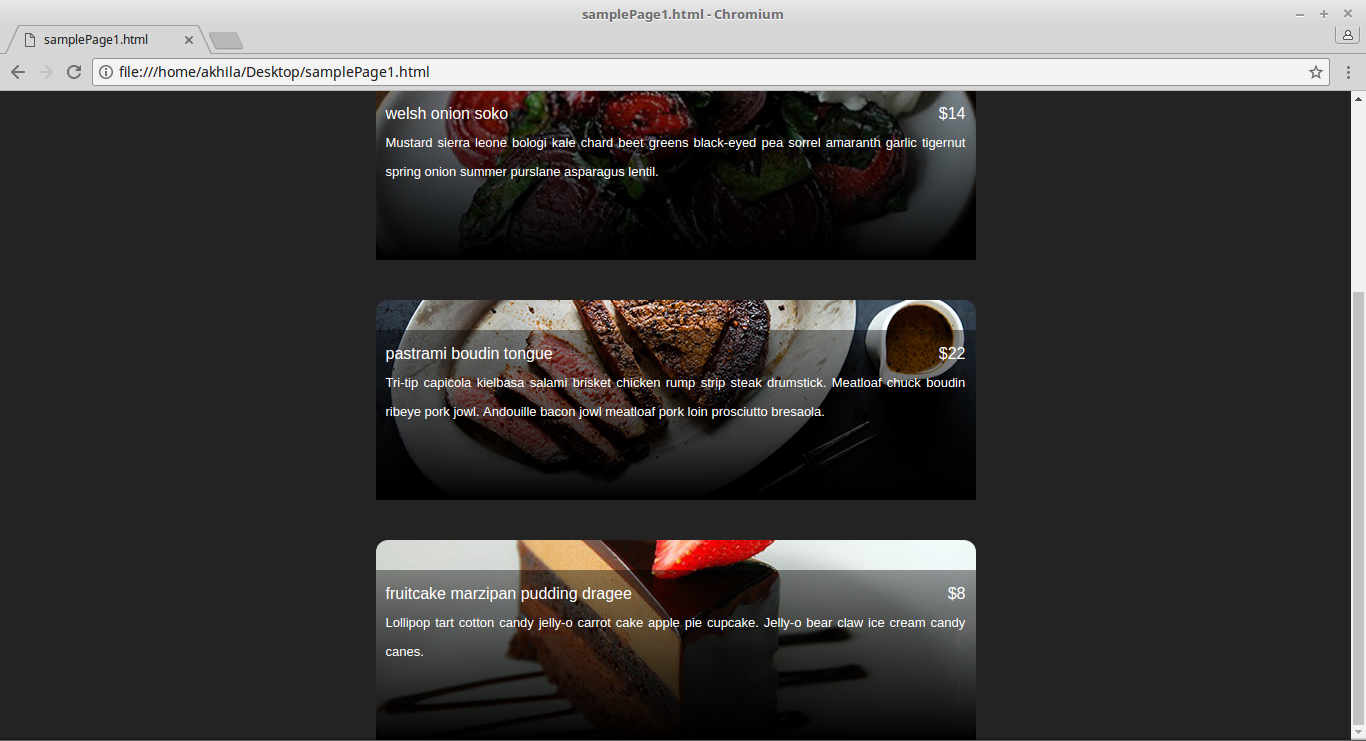 samplePage1.html - Chromium
samplePage1.html
file:///home/akhila/Desktop/samplePage1.html
welsh onion soko $14
Mustard sierra leone bologi kale chard beet greens black-eyed pea sorrel amaranth garlic tigernut
spring onion summer purslane asparagus lentil.
pastrami boudin tongue $22
Tri-tip capicola kielbasa salami brisket chicken rump strip steak drumstick. Meatloaf chuck boudin
ribeye pork jowl. Andouille bacon jowl meatloaf pork loin prosciutto bresaola.
fruitcake marzipan pudding dragee $8
Lollipop tart cotton candy jelly-o carrot cake apple pie cupcake. Jelly-o bear claw ice cream candy
canes.